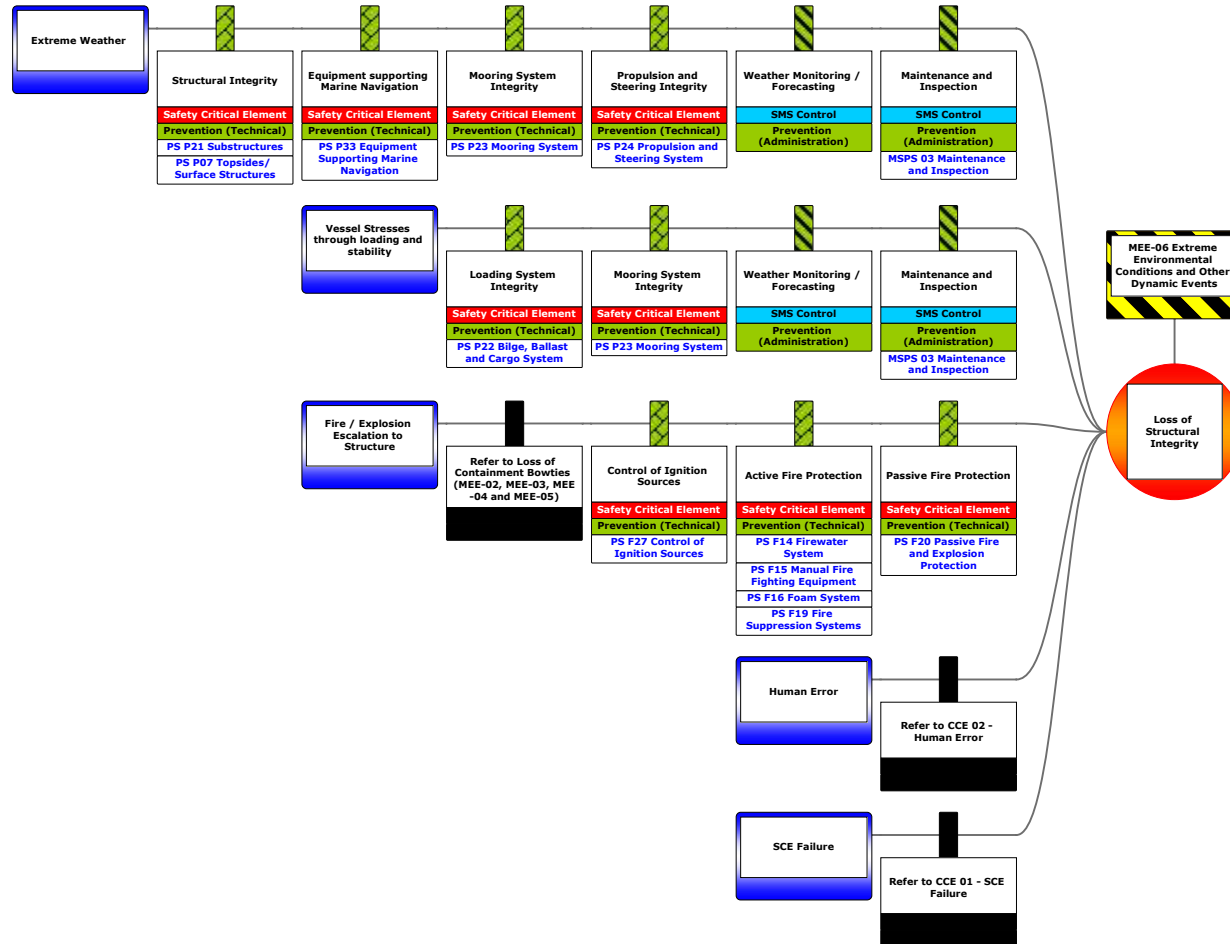 Extreme Weather
Structural Integrity
Safety Critical Element
Prevention (Technical)
PS P21 Substructures
PS P07 Topsides/
Surface Structures
Equipment supporting
Marine Navigation
Safety Critical Element
Prevention (Technical)
PS P33 Equipment
Supporting Marine
Navigation
Mooring System
Integrity
Safety Critical Element
Prevention (Technical)
PS P23 Mooring System
Propulsion and
Steering Integrity
Safety Critical Element
Prevention (Technical)
PS P24 Propulsion and
Steering System
Weather Monitoring /
Forecasting
SMS Control
Prevention
(Administration)
Maintenance and
Inspection
SMS Control
Prevention
(Administration)
MSPS 03 Maintenance
and Inspection
Vessel Stresses
through loading and
stability
Loading System
Integrity
Safety Critical Element
Prevention (Technical)
PS P22 Bilge, Ballast
and Cargo System
Mooring System
Integrity
Safety Critical Element
Prevention (Technical)
PS P23 Mooring System
Weather Monitoring /
Forecasting
SMS Control
Prevention
(Administration)
Maintenance and
Inspection
SMS Control
Prevention
(Administration)
MSPS 03 Maintenance
and Inspection
MEE-06 Extreme
Environmental
Conditions and Other
Dynamic Events
Loss of
Structural
Integrity
Fire / Explosion
Escalation to
Structure
Refer to Loss of
Containment Bowties
(MEE-02, MEE-03, MEE
-04 and MEE-05)
Control of Ignition
Sources
Safety Critical Element
Prevention (Technical)
PS F27 Control of
Ignition Sources
Active Fire Protection
Safety Critical Element
Prevention (Technical)
PS F14 Firewater
System
PS F15 Manual Fire
Fighting Equipment
PS F16 Foam System
PS F19 Fire
Suppression Systems
Passive Fire Protection
Safety Critical Element
Prevention (Technical)
PS F20 Passive Fire
and Explosion
Protection
Human Error
Refer to CCE 02 -
Human Error
SCE Failure
Refer to CCE 01 - SCE
Failure